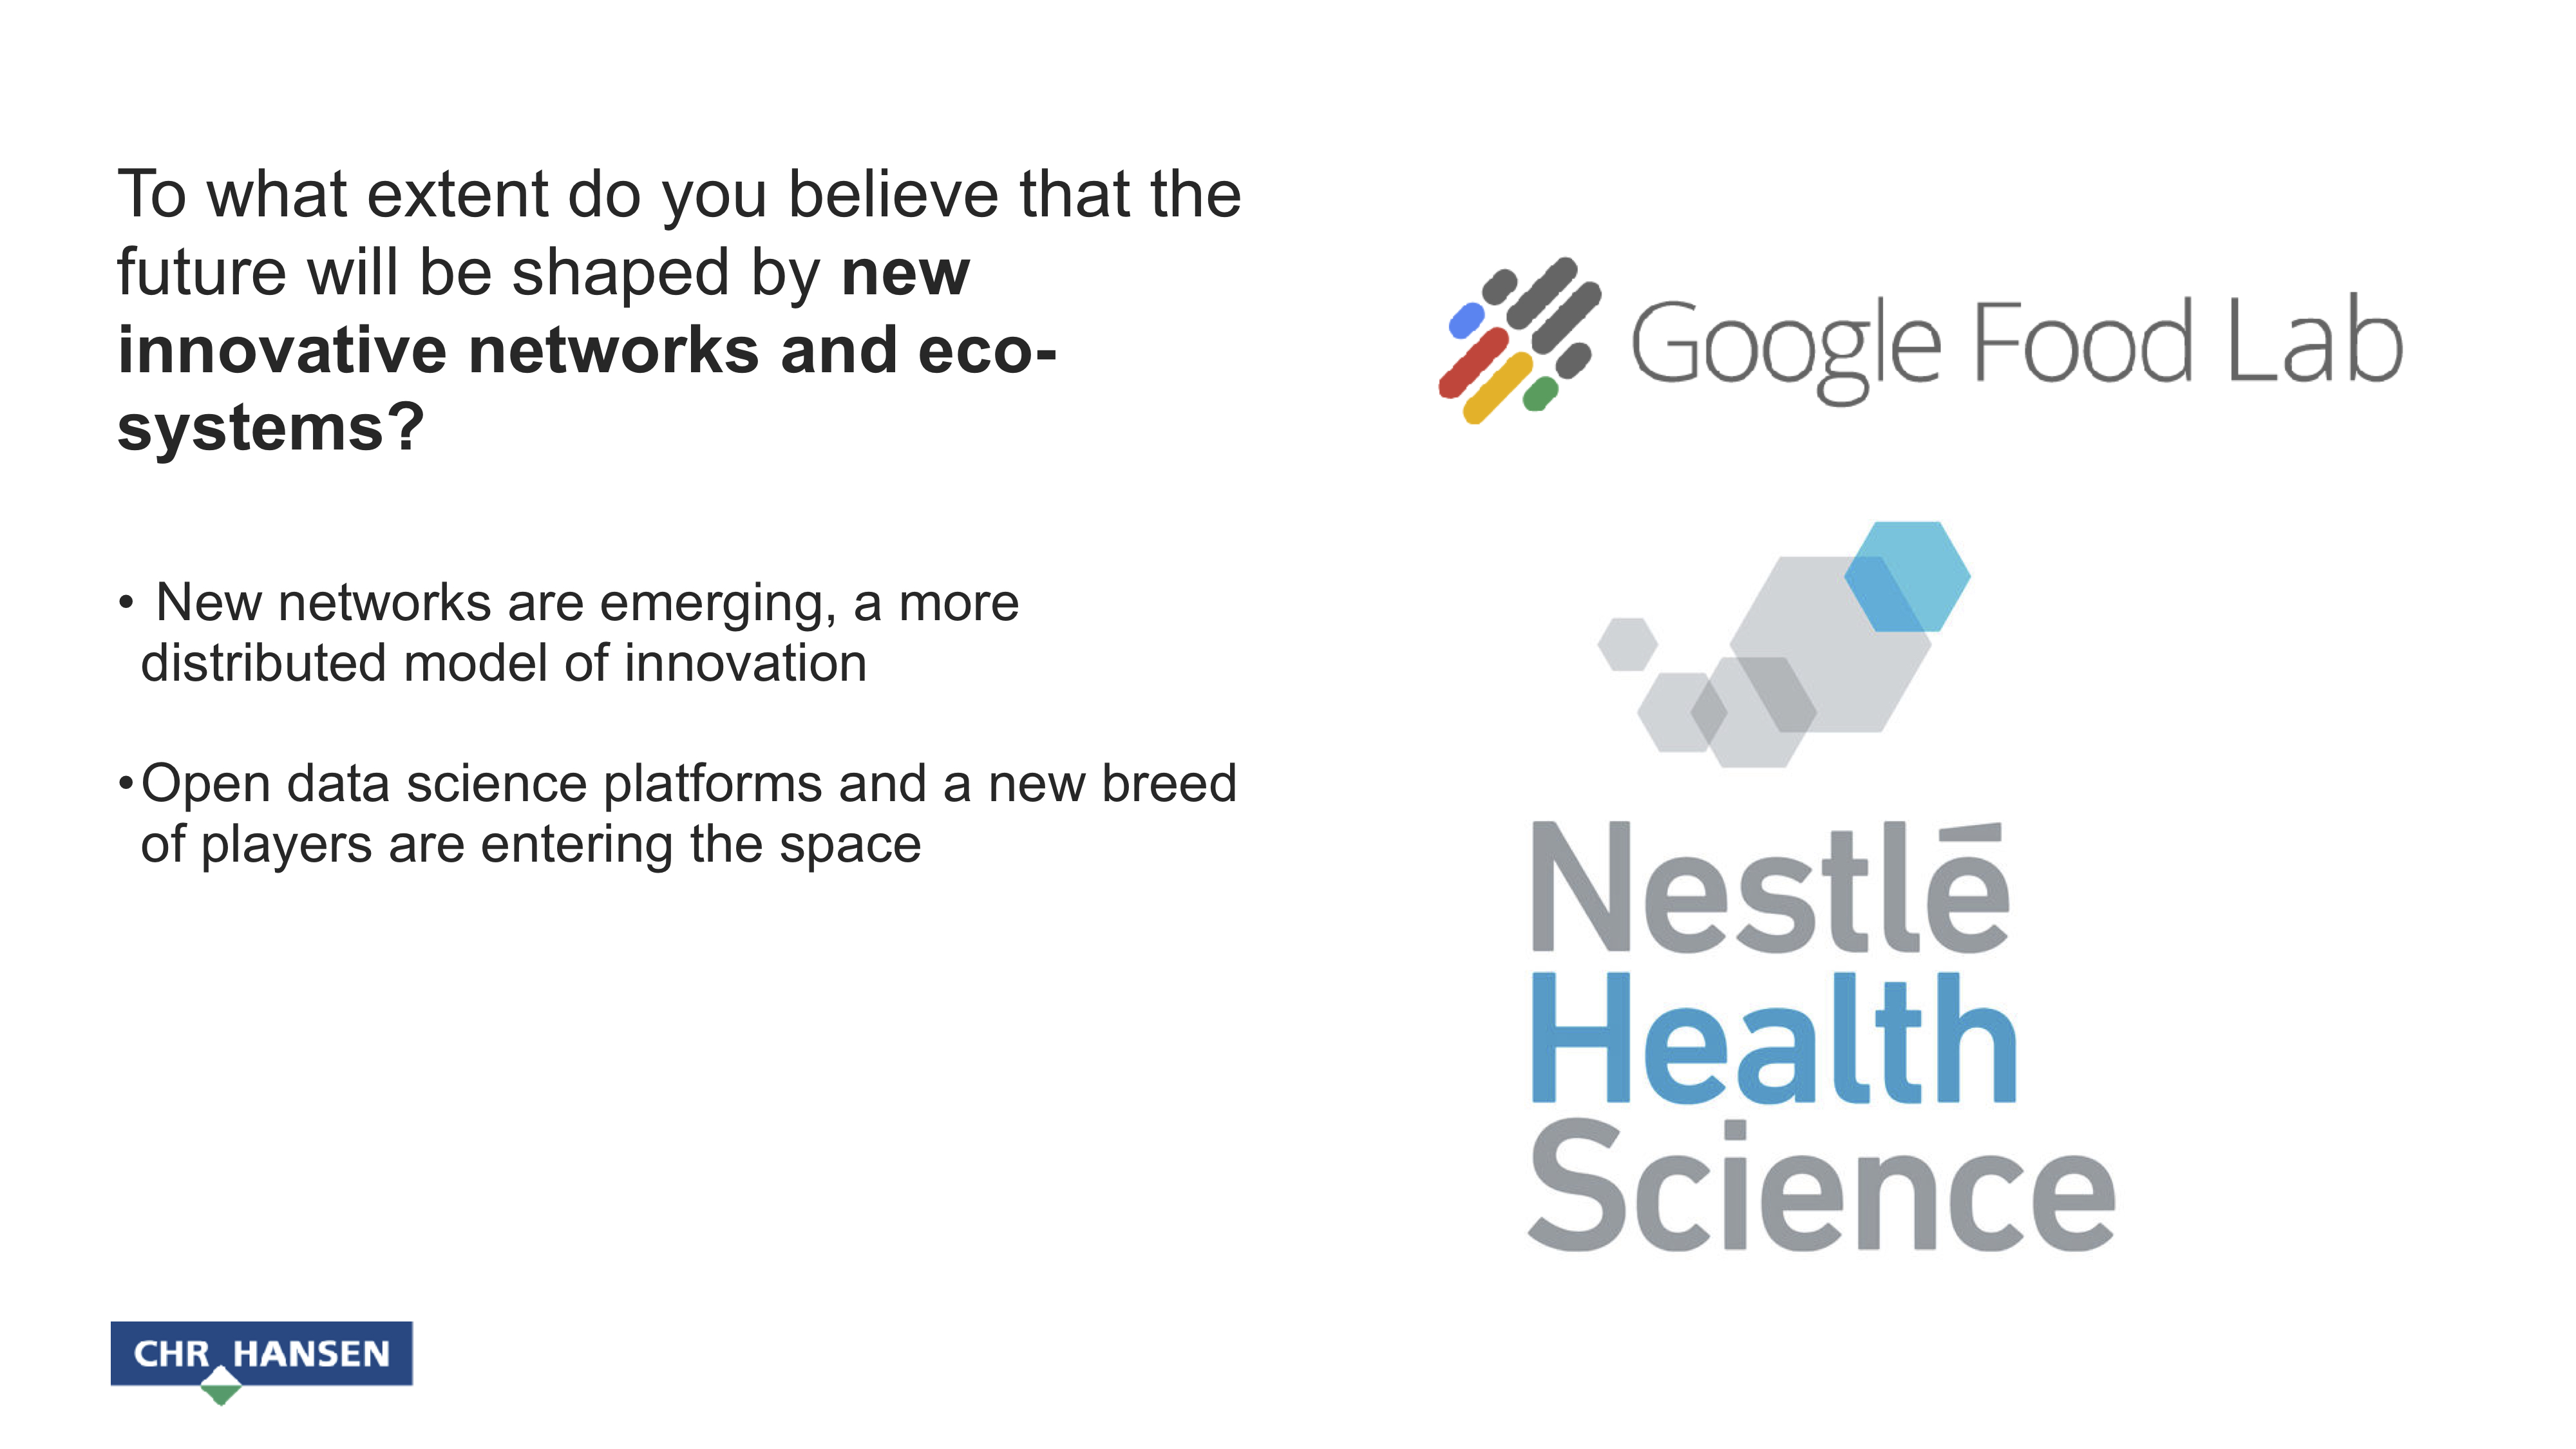 To what extent do you believe that the
future will be shaped by new
innovative networks and eco-
systems?
• New networks are emerging, a more
distributed model of innovation
•Open data science platforms and a new breed
of players are entering the space
Google Food Lab
Nestlé
Health
Science
CHR HANSEN